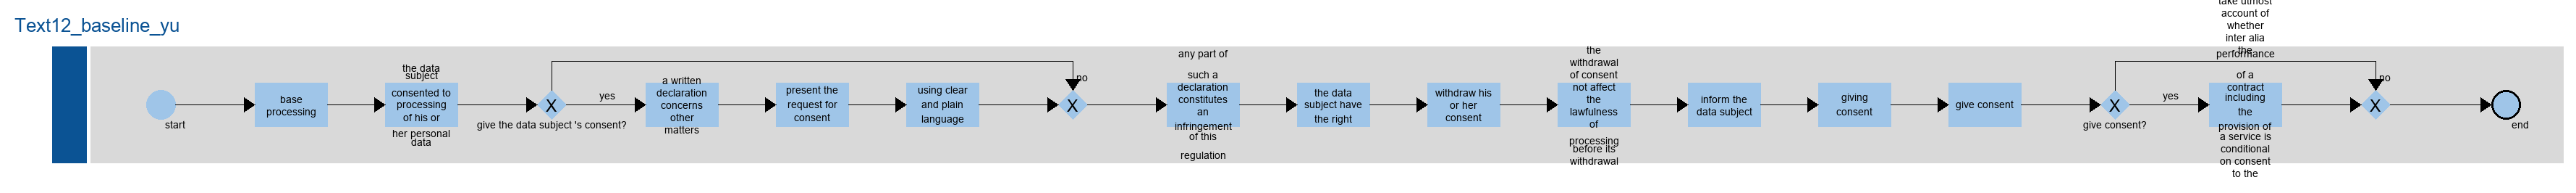 Text12_baseline_yu
start
base
processing
the data
subject
consented to
processing
of his or
her personal
data
X
give the data subject 's consent?
yes
a written
declaration
concerns
other
matters
present the
request for
consent
using clear
and plain
language
no
X
any part of
such a
declaration
constitutes
an
infringement
of this
regulation
the data
subject have
the right
withdraw his
or her
consent
the
withdrawal
of consent
not affect
the
lawfulness
of
processing
before its
withdrawal
inform the
data subject
giving
consent
give consent
X
give consent?
yes
take utmost
account of
whether
inter alia
the
performance
of a
contract
including
the
provision of
a service is
conditional
on consent
to the
no
X
end